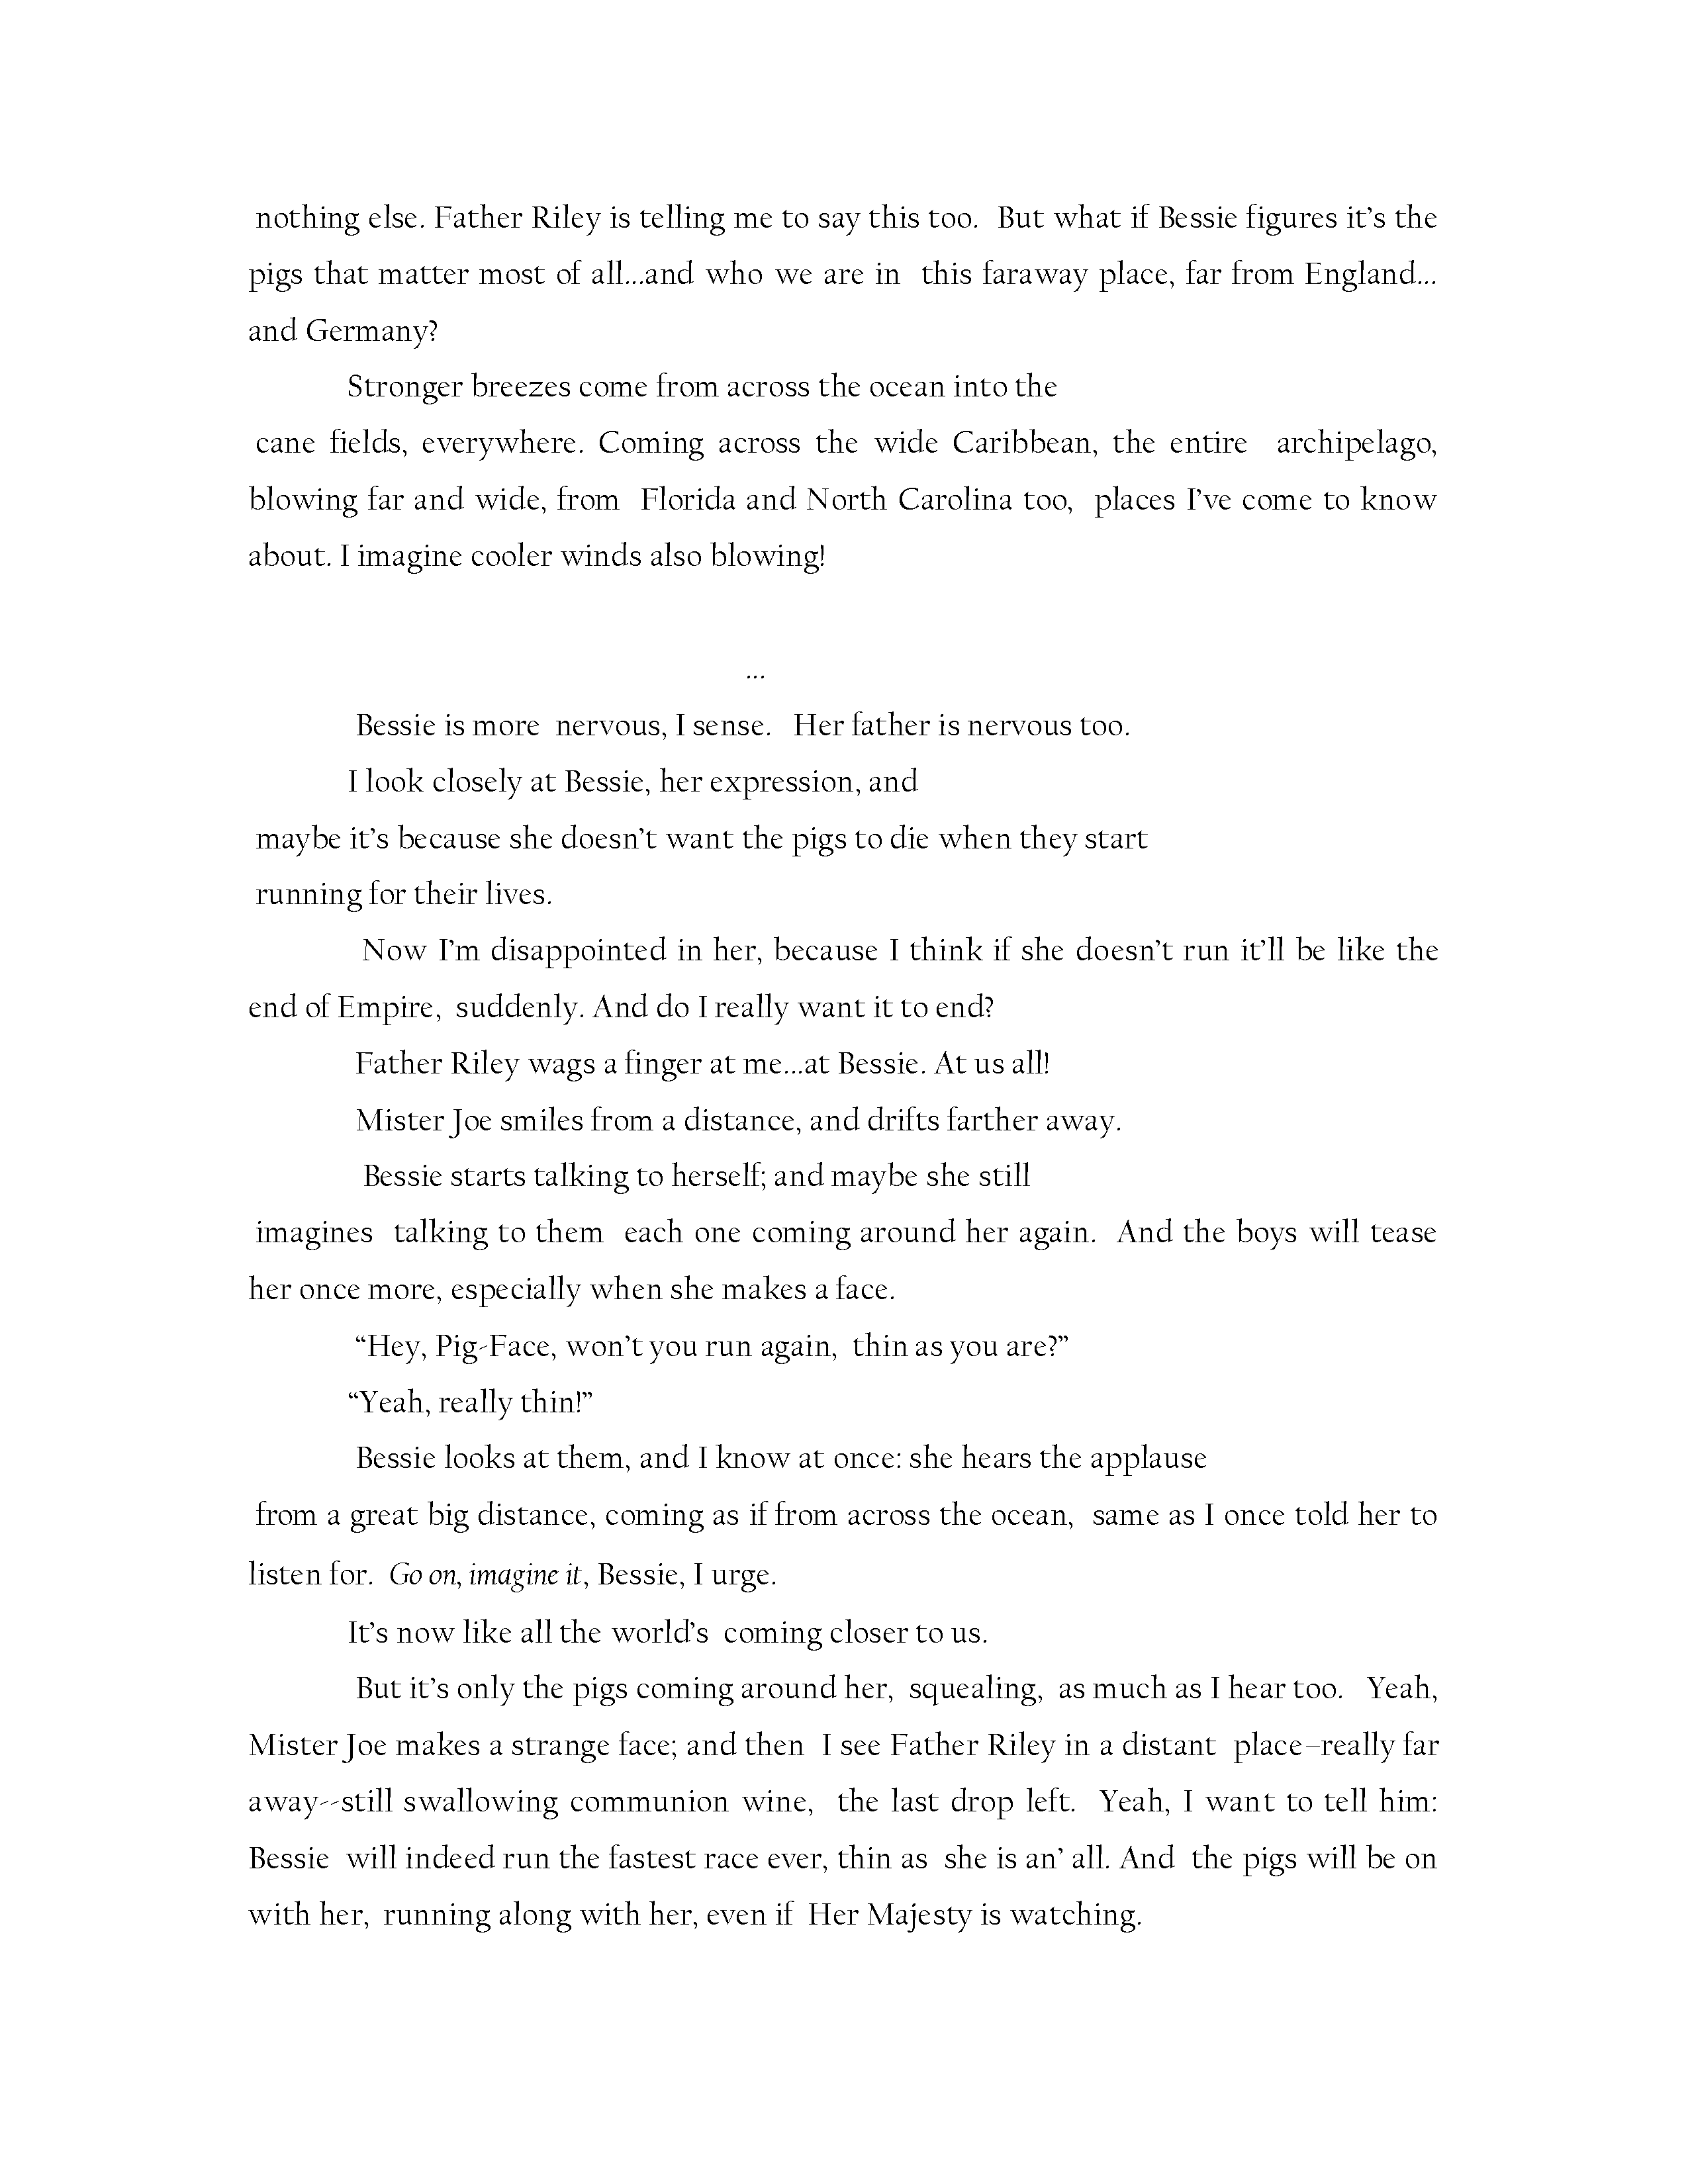 nothing else. Father Riley is telling me to say this too.  But what if Bessie figures it’s the
pigs that matter most of all...and who we are in  this faraway place, far from England...
and Germany?
Stronger breezes come from across the ocean into the
cane fields, everywhere. Coming across the wide Caribbean, the entire  archipelago,
blowing far and wide, from  Florida and North Carolina too,  places I’ve come to know
about. I imagine cooler winds also blowing!
...
Bessie is more  nervous, I sense.   Her father is nervous too.
I look closely at Bessie, her expression, and
maybe it’s because she doesn’t want the pigs to die when they start
running for their lives.
Now I’m disappointed in her, because I think if she doesn’t run it’ll be like the
end of Empire,  suddenly. And do I really want it to end?
Father Riley wags a finger at me...at Bessie. At us all!
Mister Joe smiles from a distance, and drifts farther away.
Bessie starts talking to herself; and maybe she still
imagines  talking to them  each one coming around her again.  And the boys will tease
her once more, especially when she makes a face.
“Hey, Pig-Face, won’t you run again,  thin as you are?”
“Yeah, really thin!”
Bessie looks at them, and I know at once: she hears the applause
from a great big distance, coming as if from across the ocean,  same as I once told her to
listen for.  Go on, imagine it, Bessie, I urge.
It’s now like all the world’s  coming closer to us.
But it’s only the pigs coming around her,  squealing,  as much as I hear too.   Yeah,
Mister Joe makes a strange face; and then  I see Father Riley in a distant  place–really far
away--still swallowing communion wine,  the last drop left.  Yeah, I want to tell him:
Bessie  will indeed run the fastest race ever, thin as  she is an’ all. And  the pigs will be on
with her,  running along with her, even if  Her Majesty is watching.